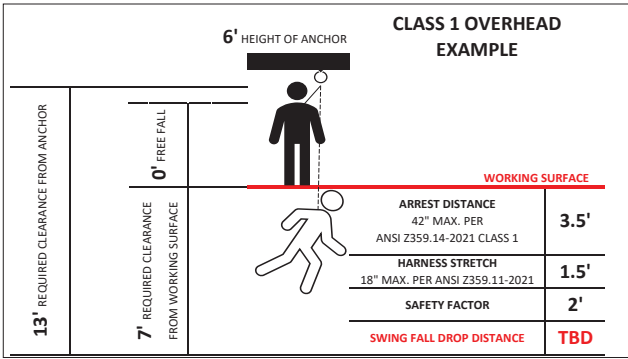 CLASS 1 OVERHEAD
EXAMPLE
6' HEIGHT OF ANCHOR
13' REQUIRED CLEARANCE FROM ANCHOR
0' FREE FALL
7' REQUIRED CLEARANCE
FROM WORKING SURFACE
WORKING SURFACE
ARREST DISTANCE
42" MAX. PER
ANSI Z359.14-2021 CLASS 1
3.5'
HARNESS STRETCH
18" MAX. PER ANSI Z359.11-2021
1.5'
SAFETY FACTOR
2'
SWING FALL DROP DISTANCE
TBD